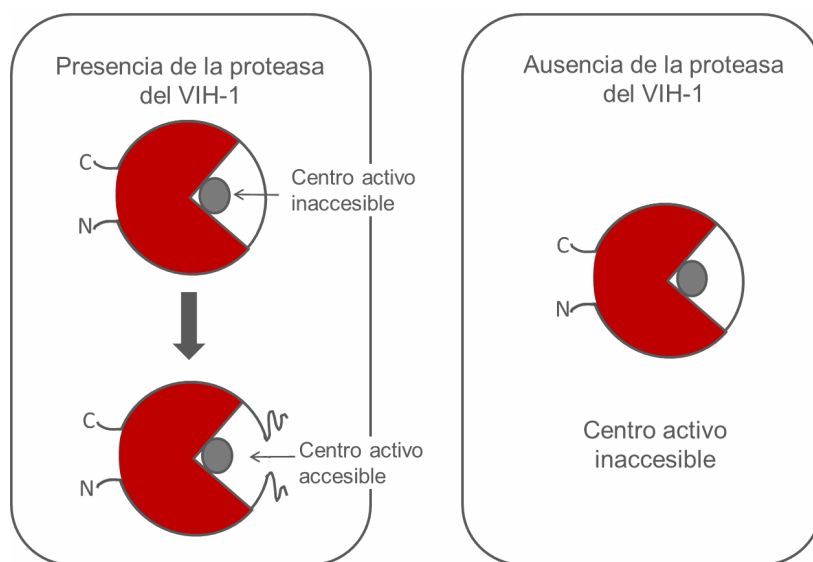 Presencia de la proteasa
del VIH-1
C
N
Centro activo
inaccesible
C
N
Centro activo
accesible
Ausencia de la proteasa
del VIH-1
C
N
Centro activo
inaccesible